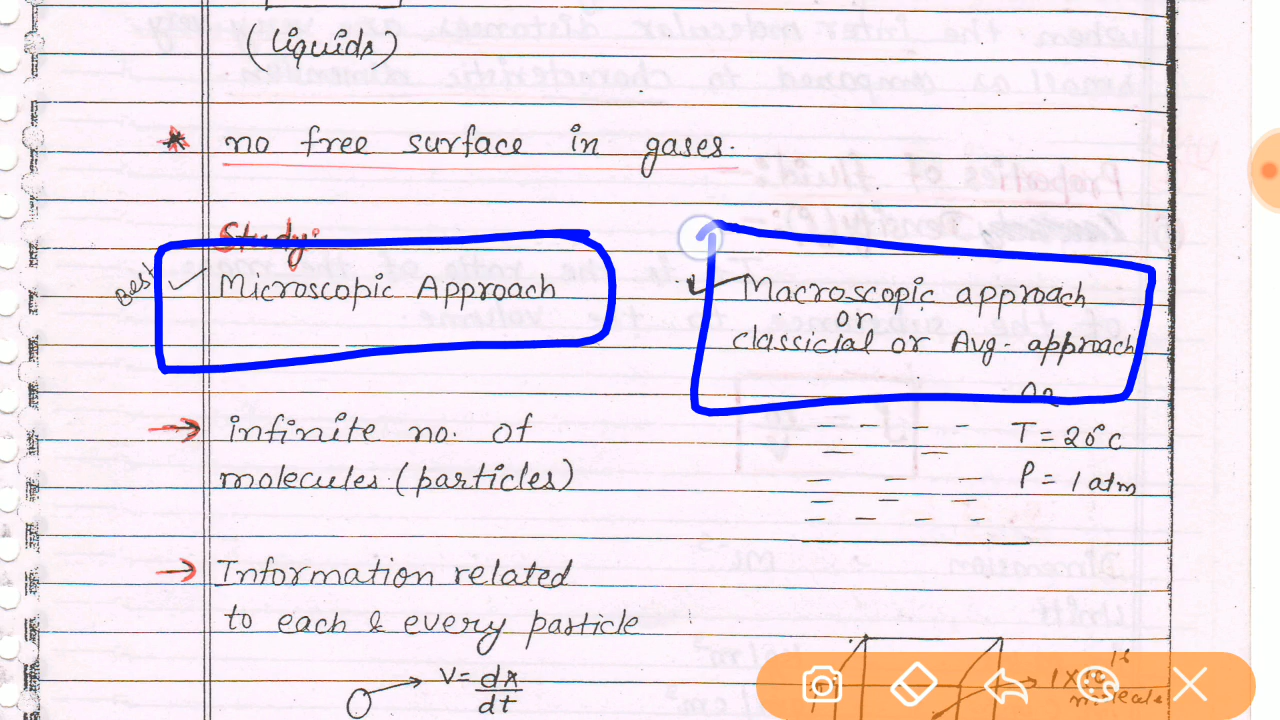 (liquids)
* no free surface in gases.
Study:
Best ✓ Microscopic Approach
✓ Macroscopic approach
or
classicial or Avg. approach
→ infinite no. of
molecules (particles)
T = 20°C
P = 1 atm
→ Information related
to each & every particle
V = dx
dt